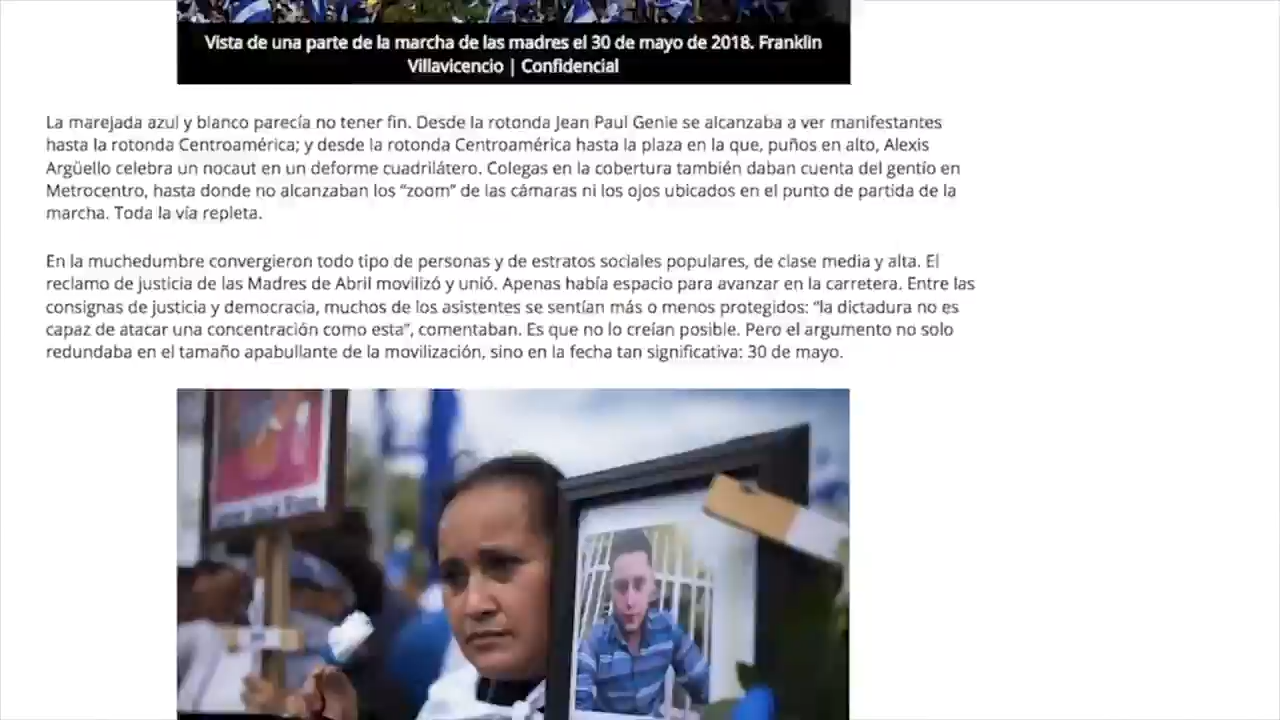 Vista de una parte de la marcha de las madres el 30 de mayo de 2018. Franklin
Villavicencio | Confidencial
La marejada azul y blanco parecía no tener fin. Desde la rotonda Jean Paul Genie se alcanzaba a ver manifestantes
hasta la rotonda Centroamérica; y desde la rotonda Centroamérica hasta la plaza en la que, puños en alto, Alexis
Argüello celebra un nocaut en un deforme cuadrilátero. Colegas en la cobertura también daban cuenta del gentío en
Metrocentro, hasta donde no alcanzaban los “zoom” de las cámaras ni los ojos ubicados en el punto de partida de la
marcha. Toda la vía repleta.
En la muchedumbre convergieron todo tipo de personas y de estratos sociales populares, de clase media y alta. El
reclamo de justicia de las Madres de Abril movilizó y unió. Apenas había espacio para avanzar en la carretera. Entre las
consignas de justicia y democracia, muchos de los asistentes se sentían más o menos protegidos: “la dictadura no es
capaz de atacar una concentración como esta”, comentaban. Es que no lo creían posible. Pero el argumento no solo
redundaba en el tamaño apabullante de la movilización, sino en la fecha tan significativa: 30 de mayo.